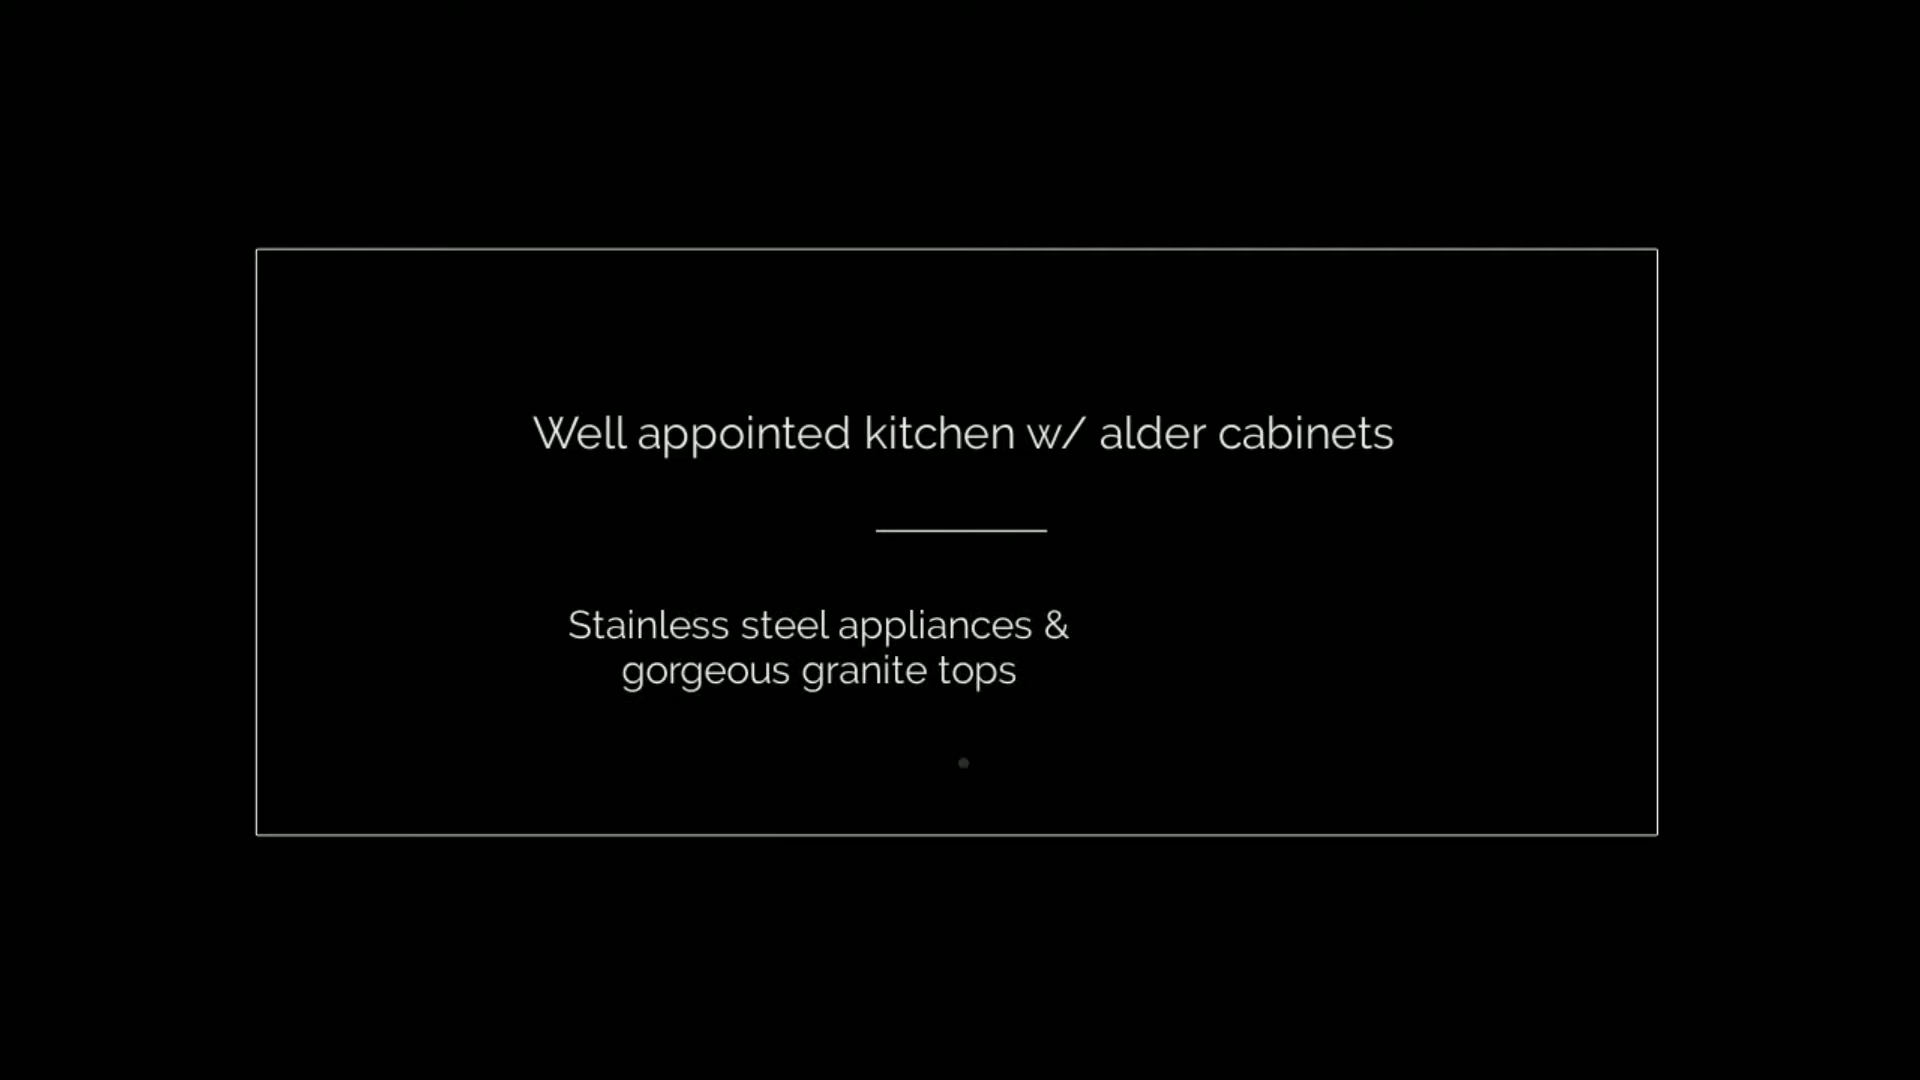 Well appointed kitchen w/ alder cabinets
Stainless steel appliances &
gorgeous granite tops